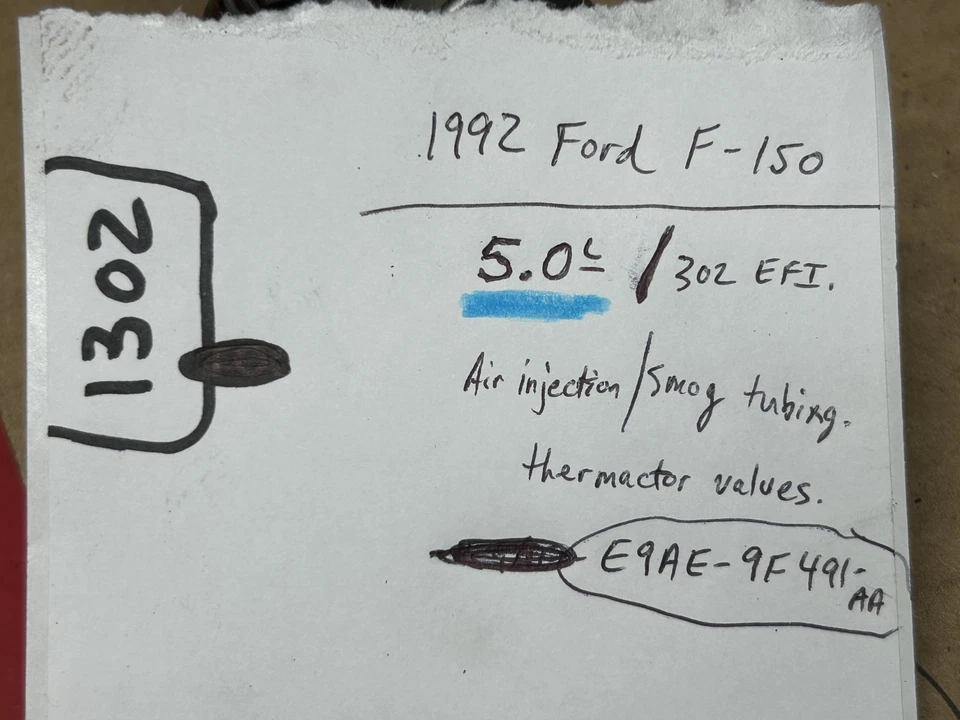 1992 Ford F-150
5.0L / 302 EFI.
Air injection/Smog tubing.
thermactor values.
E9AE-9F491-
AA
1302